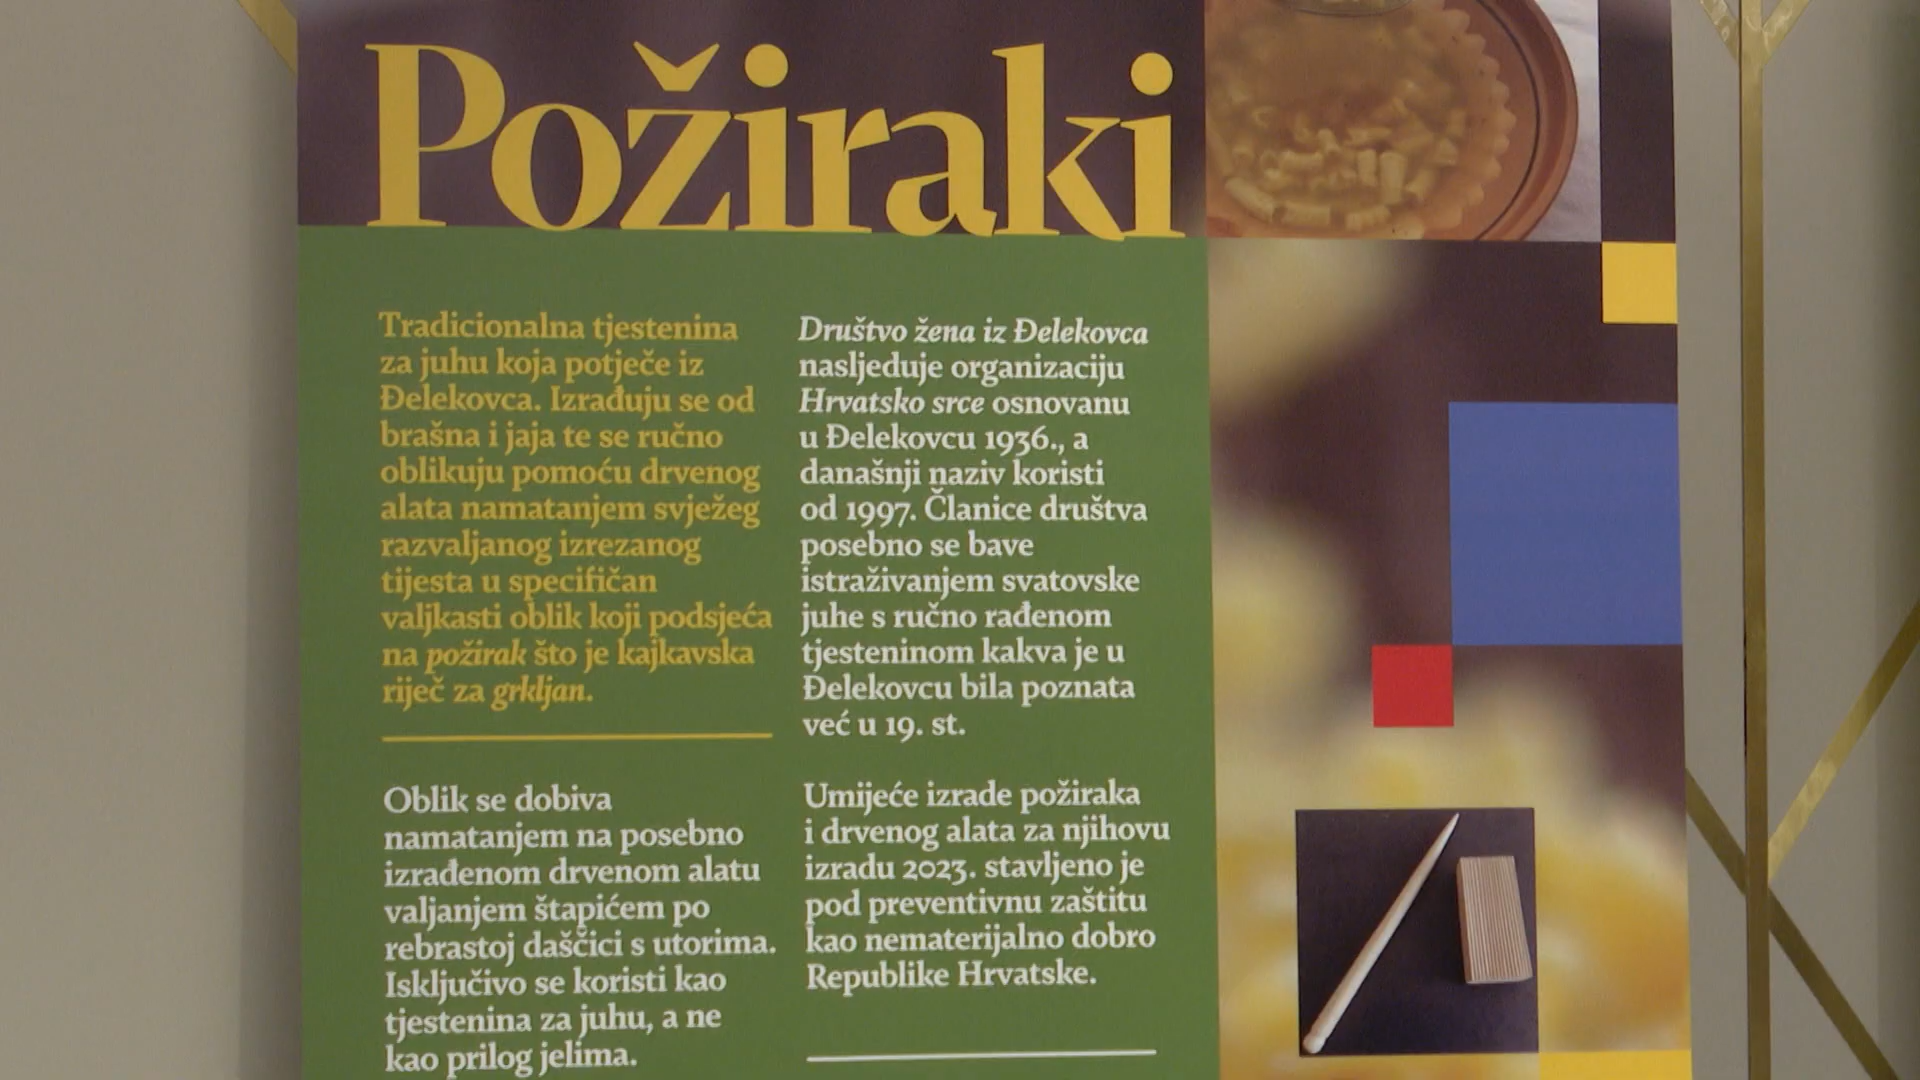 Požiraki
Tradicionalna tjestenina
za juhu koja potječe iz
Đelekovca. Izrađuju se od
brašna i jaja te se ručno
oblikuju pomoću drvenog
alata namatanjem svježeg
razvaljanog izrezanog
tijesta u specifičan
valjkasti oblik koji podsjeća
na požirak što je kajkavska
riječ za grkljan.
Oblik se dobiva
namatanjem na posebno
izrađenom drvenom alatu
valjanjem štapićem po
rebrastoj daščici s utorima.
Isključivo se koristi kao
tjestenina za juhu, a ne
kao prilog jelima.
Društvo žena iz Đelekovca
nasljeduje organizaciju
Hrvatsko srce osnovanu
u Đelekovcu 1936., a
današnji naziv koristi
od 1997. Članice društva
posebno se bave
istraživanjem svatovske
juhe s ručno rađenom
tjesteninom kakva je u
Đelekovcu bila poznata
već u 19. st.
Umijeće izrade požiraka
i drvenog alata za njihovu
izradu 2023. stavljeno je
pod preventivnu zaštitu
kao nematerijalno dobro
Republike Hrvatske.